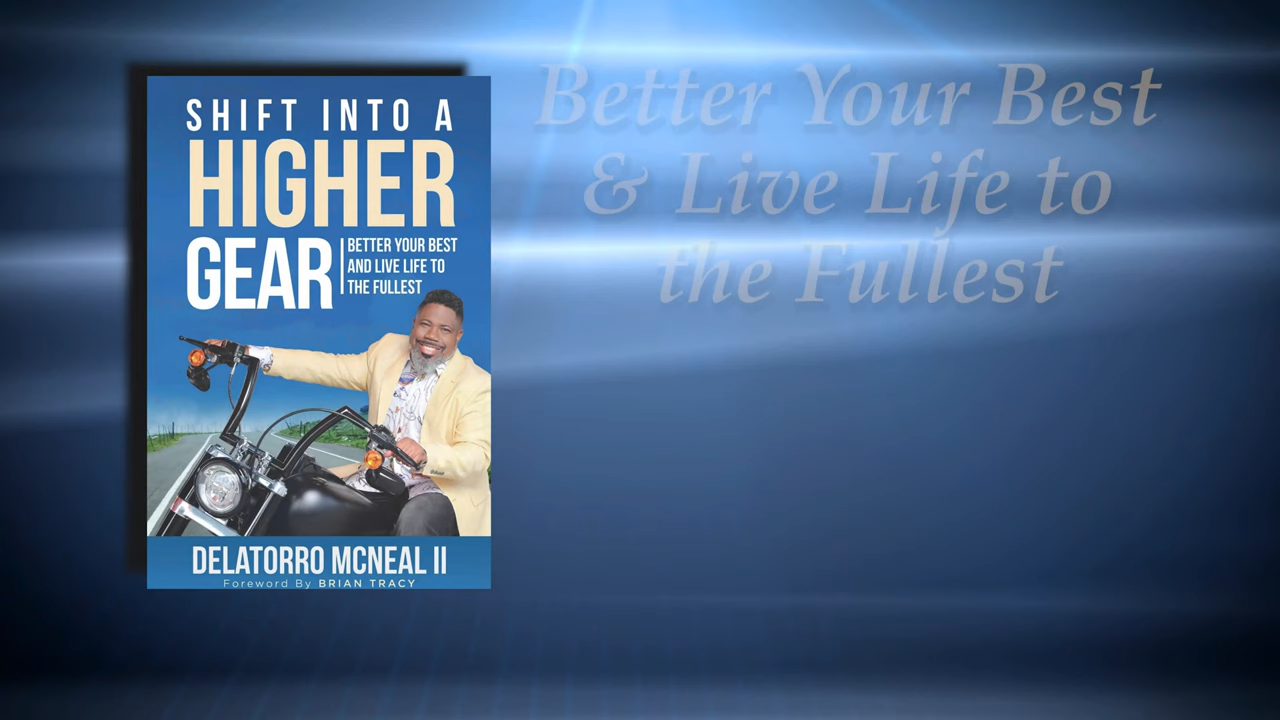 SHIFT INTO A
HIGHER
GEAR
BETTER YOUR BEST
AND LIVE LIFE TO
THE FULLEST
DELATORRO MCNEAL II
Foreword By BRIAN TRACY
Better Your Best
& Live Life to
the Fullest